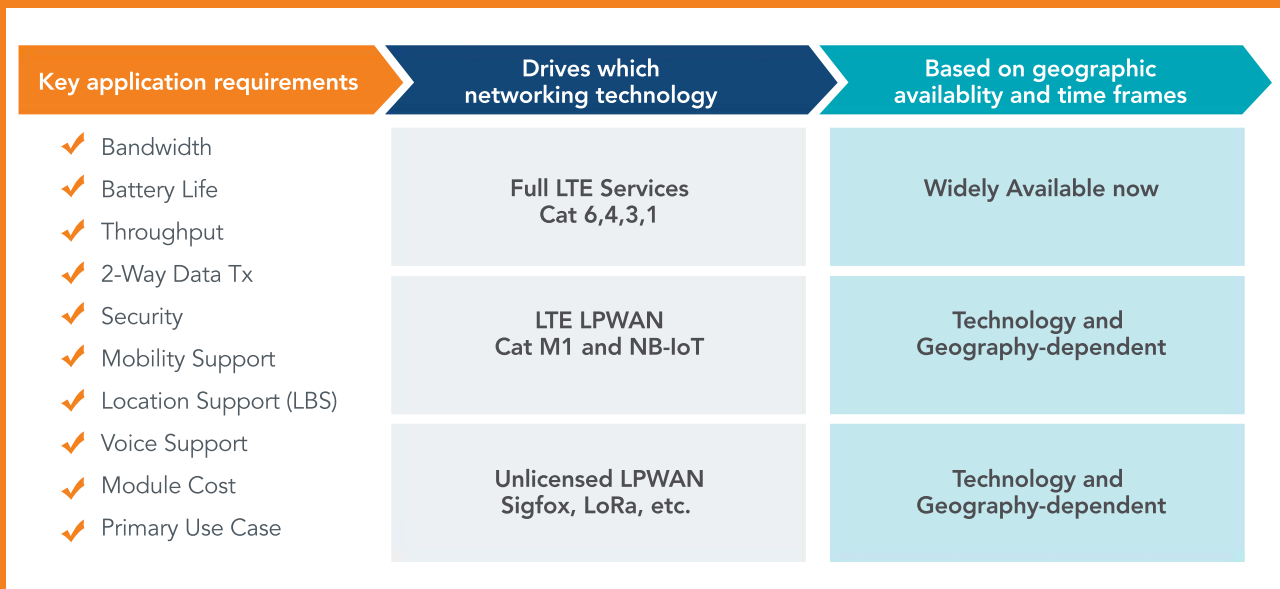 Key application requirements
Drives which
networking technology
Based on geographic
availablity and time frames
Bandwidth
Battery Life
Throughput
2-Way Data Tx
Security
Mobility Support
Location Support (LBS)
Voice Support
Module Cost
Primary Use Case
Full LTE Services
Cat 6,4,3,1
Widely Available now
LTE LPWAN
Cat M1 and NB-IoT
Technology and
Geography-dependent
Unlicensed LPWAN
Sigfox, LoRa, etc.
Technology and
Geography-dependent